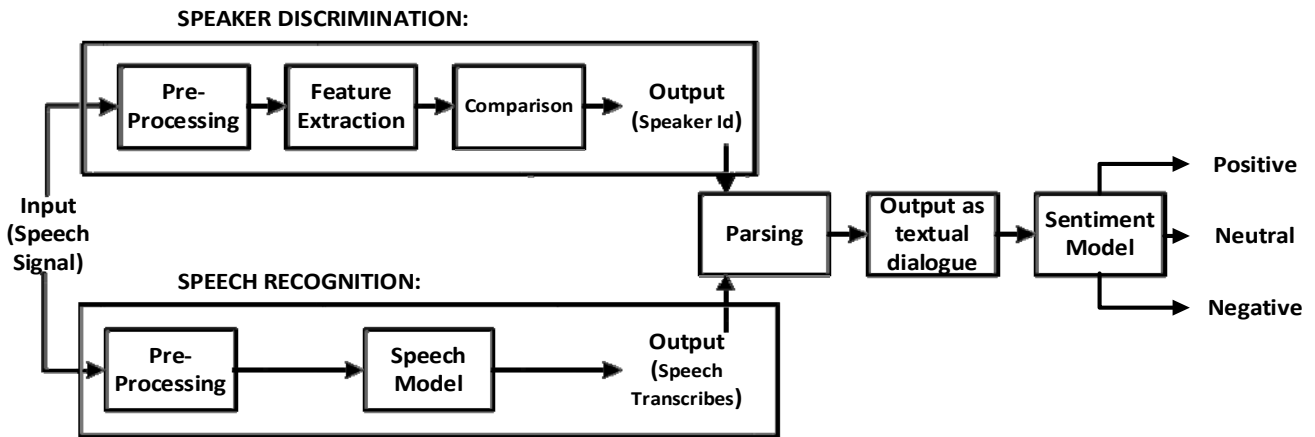 SPEAKER DISCRIMINATION:
Pre-
Processing
Feature
Extraction
Comparison
Output
(Speaker Id)
Input
(Speech
Signal)
Parsing
Output as
textual
dialogue
Sentiment
Model
Positive
Neutral
Negative
SPEECH RECOGNITION:
Pre-
Processing
Speech
Model
Output
(Speech
Transcribes)